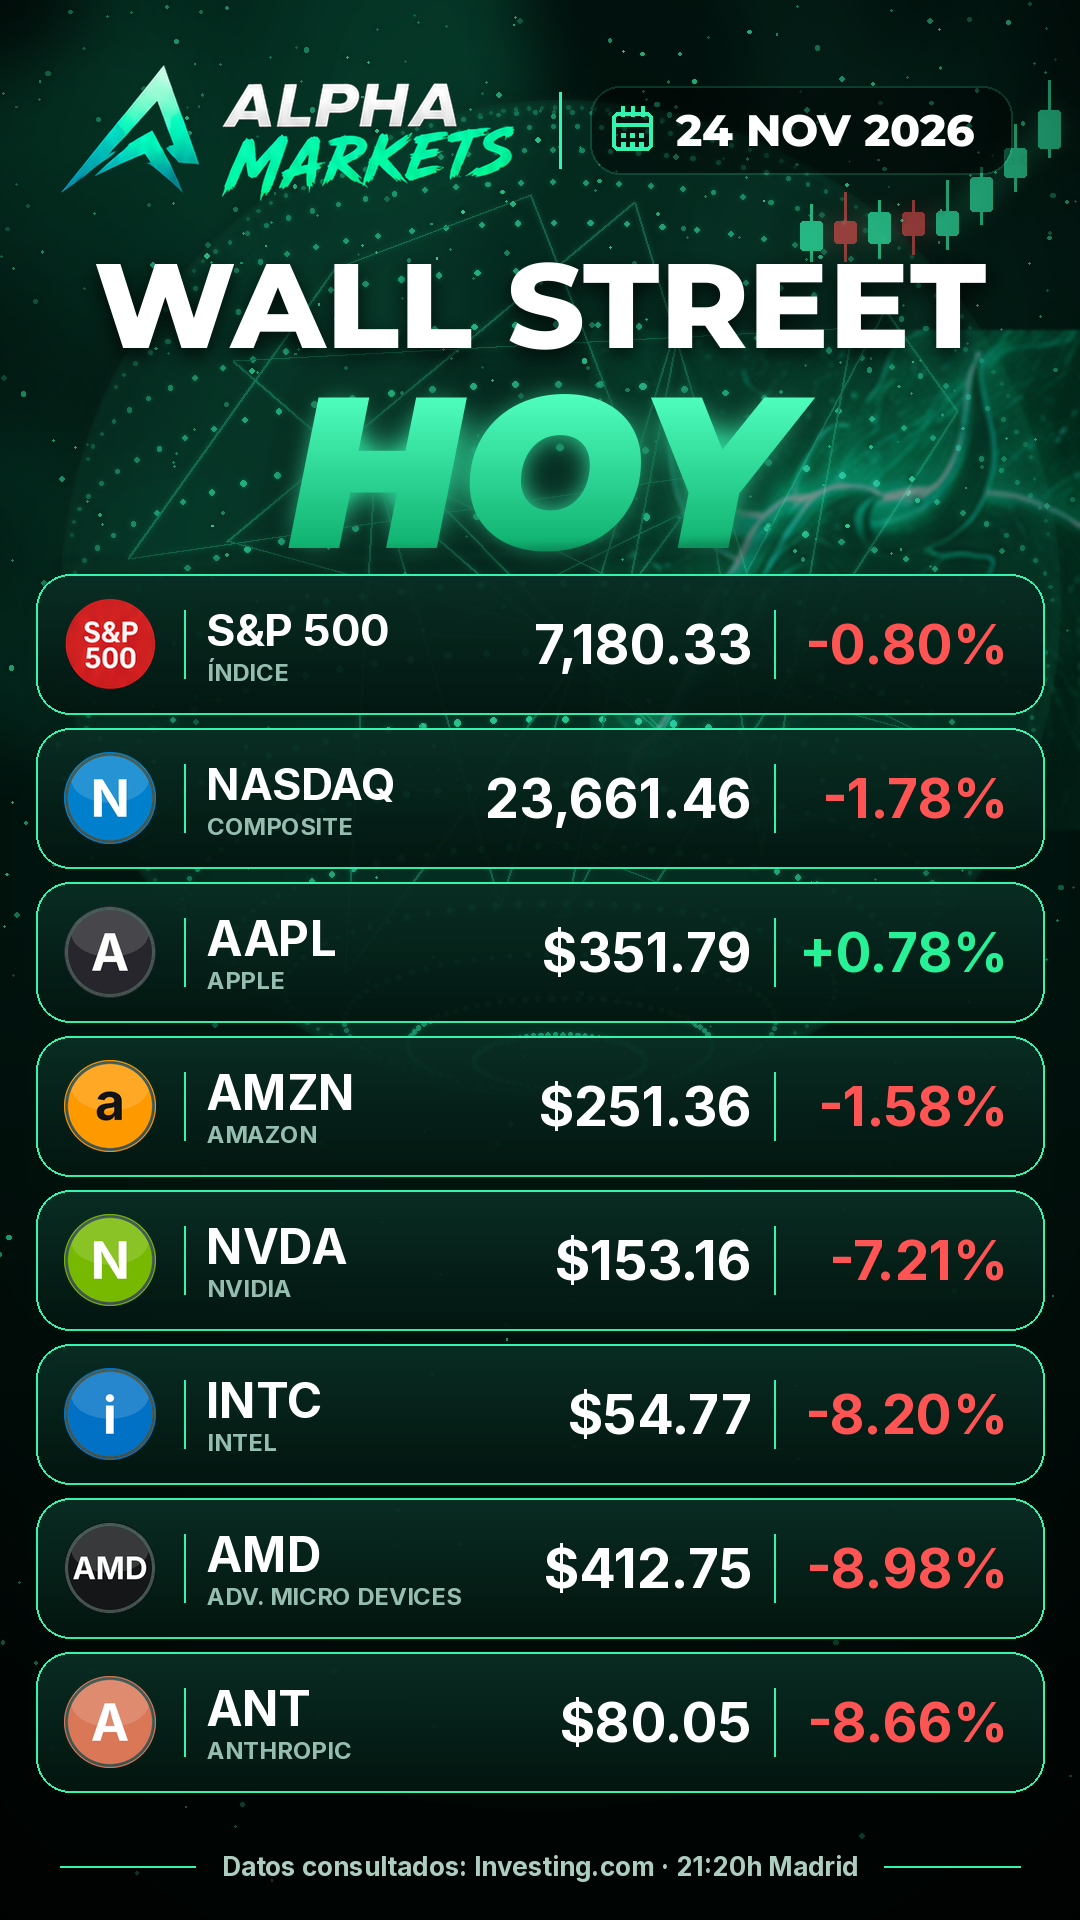 ALPHA
MARKETS
24 NOV 2026
WALL STREET
HOY
S&P
500
S&P 500
ÍNDICE
7,180.33
-0.80%
N
NASDAQ
COMPOSITE
23,661.46
-1.78%
A
AAPL
APPLE
$351.79
+0.78%
a
AMZN
AMAZON
$251.36
-1.58%
N
NVDA
NVIDIA
$153.16
-7.21%
i
INTC
INTEL
$54.77
-8.20%
AMD
AMD
ADV. MICRO DEVICES
$412.75
-8.98%
A
ANT
ANTHROPIC
$80.05
-8.66%
Datos consultados: Investing.com · 21:20h Madrid